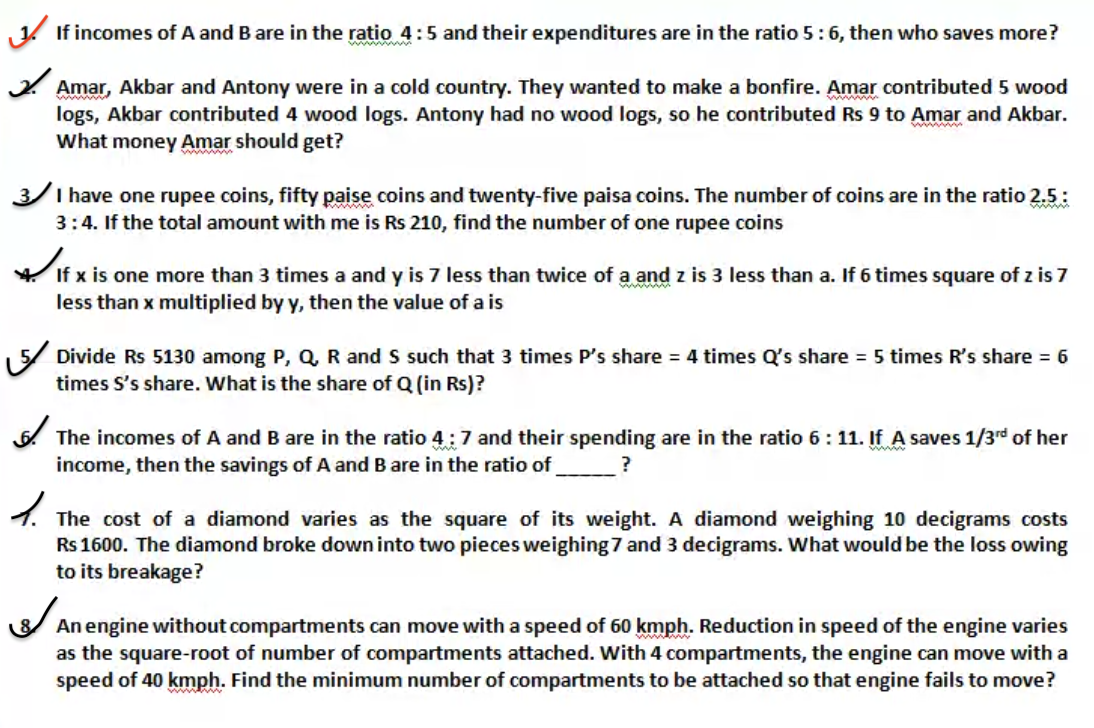 1. If incomes of A and B are in the ratio 4 : 5 and their expenditures are in the ratio 5 : 6, then who saves more?
2. Amar, Akbar and Antony were in a cold country. They wanted to make a bonfire. Amar contributed 5 wood
logs, Akbar contributed 4 wood logs. Antony had no wood logs, so he contributed Rs 9 to Amar and Akbar.
What money Amar should get?
3. I have one rupee coins, fifty paise coins and twenty-five paisa coins. The number of coins are in the ratio 2.5 :
3 : 4. If the total amount with me is Rs 210, find the number of one rupee coins
4. If x is one more than 3 times a and y is 7 less than twice of a and z is 3 less than a. If 6 times square of z is 7
less than x multiplied by y, then the value of a is
5. Divide Rs 5130 among P, Q, R and S such that 3 times P's share = 4 times Q's share = 5 times R's share = 6
times S's share. What is the share of Q (in Rs)?
6. The incomes of A and B are in the ratio 4 : 7 and their spending are in the ratio 6 : 11. If A saves 1/3rd of her
income, then the savings of A and B are in the ratio of _____ ?
7. The cost of a diamond varies as the square of its weight. A diamond weighing 10 decigrams costs
Rs 1600. The diamond broke down into two pieces weighing 7 and 3 decigrams. What would be the loss owing
to its breakage?
8. An engine without compartments can move with a speed of 60 kmph. Reduction in speed of the engine varies
as the square-root of number of compartments attached. With 4 compartments, the engine can move with a
speed of 40 kmph. Find the minimum number of compartments to be attached so that engine fails to move?